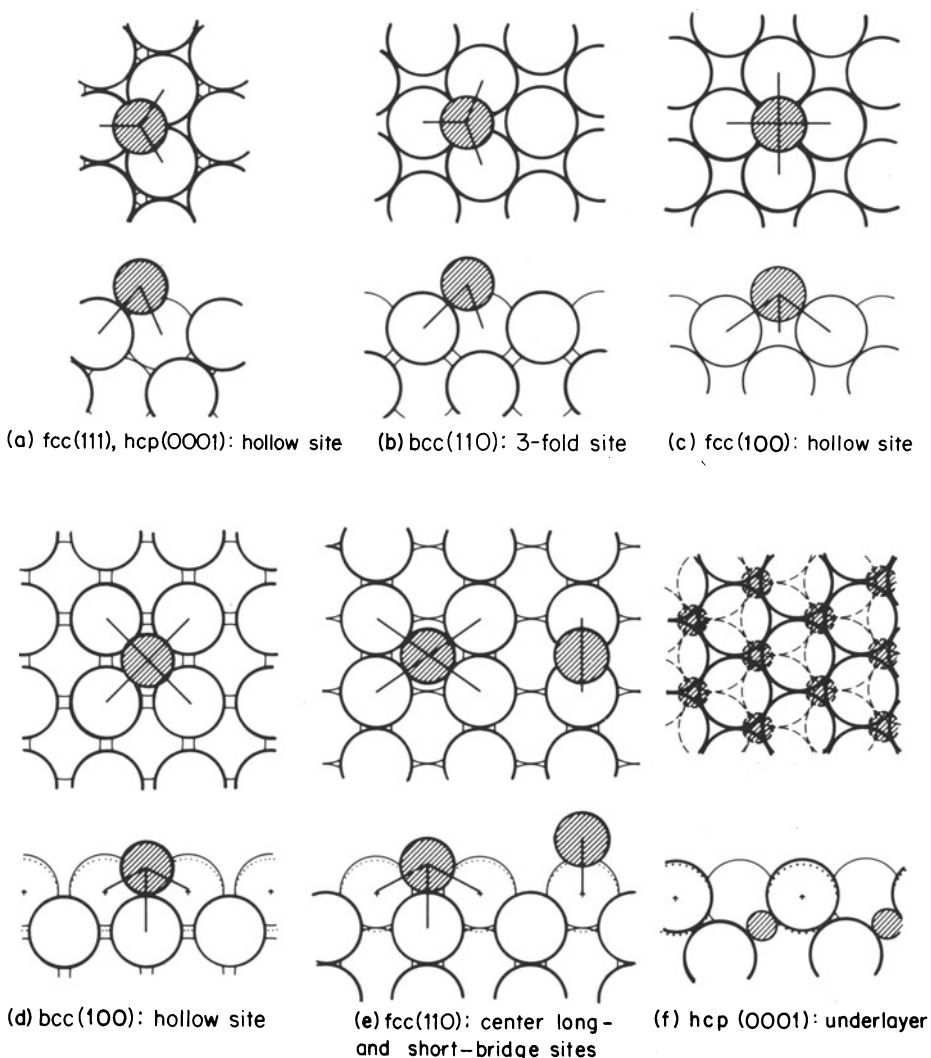 (a) fcc(111), hcp(0001): hollow site
(b) bcc(110): 3-fold site
(c) fcc(100): hollow site
(d) bcc(100): hollow site
(e) fcc(110): center long-
and short-bridge sites
(f) hcp (0001): underlayer